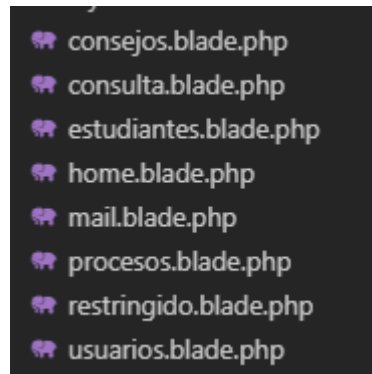 consejos.blade.php
consulta.blade.php
estudiantes.blade.php
home.blade.php
mail.blade.php
procesos.blade.php
restringido.blade.php
usuarios.blade.php